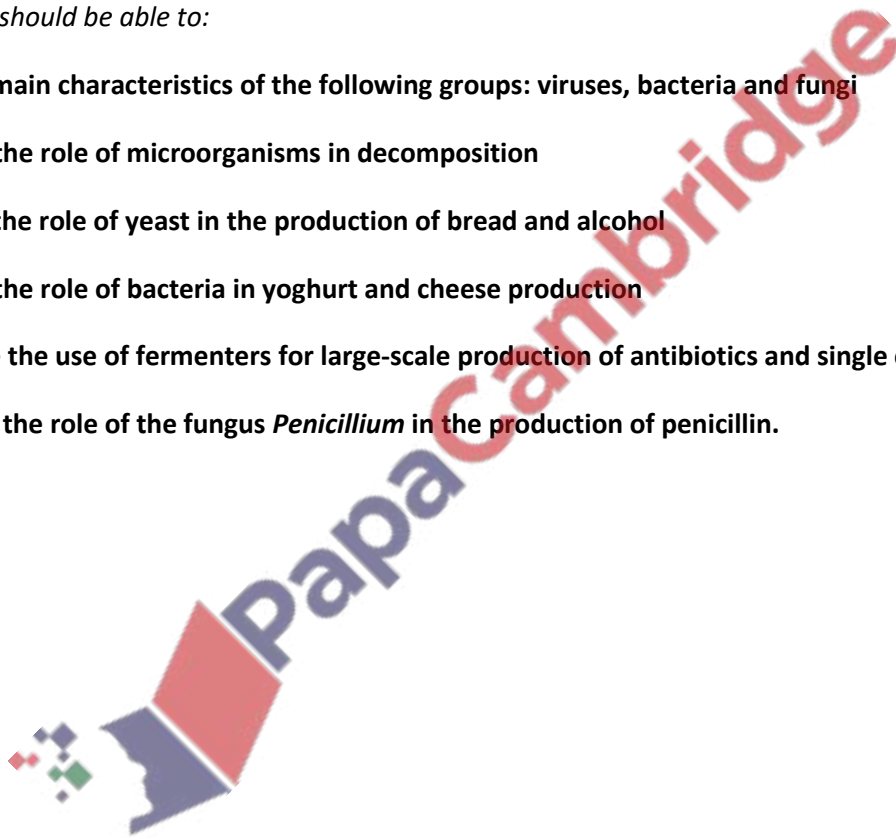 should be able to:
main characteristics of the following groups: viruses, bacteria and fungi
the role of microorganisms in decomposition
the role of yeast in the production of bread and alcohol
the role of bacteria in yoghurt and cheese production
the use of fermenters for large-scale production of antibiotics and single
the role of the fungus Penicillium in the production of penicillin.
PapaCambridge